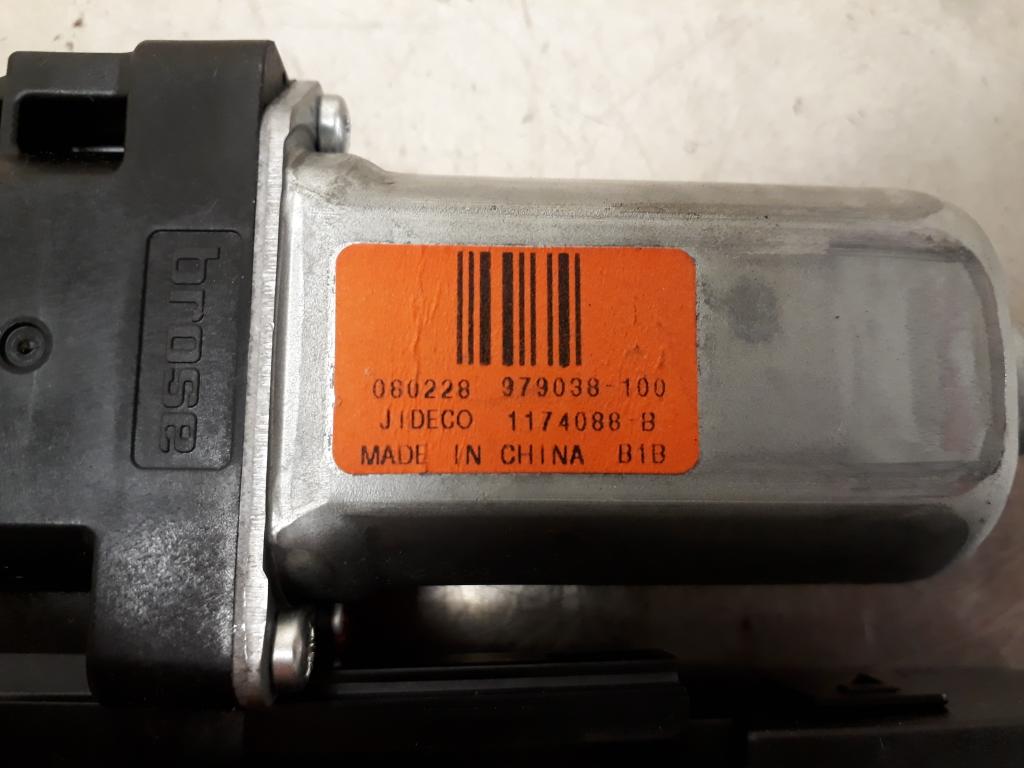 brose
080228 979038-100
JIDECO 1174088-B
MADE IN CHINA B1B